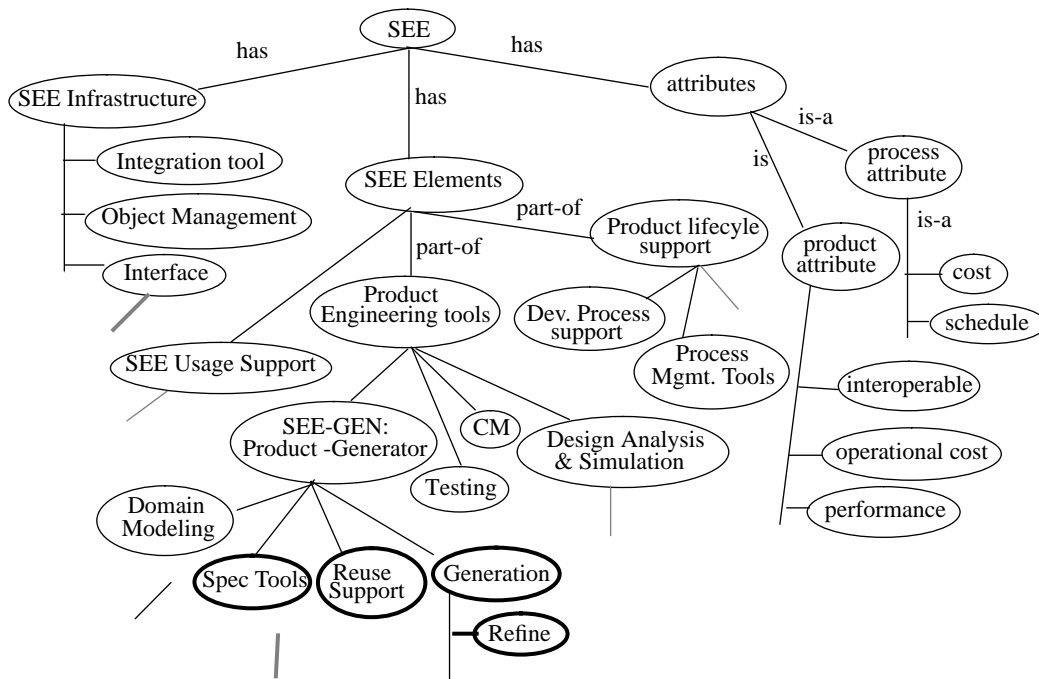 SEE
has
has
has
SEE Infrastructure
attributes
is-a
Integration tool
is
process
attribute
SEE Elements
part-of
Object Management
Product lifecyle
support
is-a
part-of
product
attribute
Interface
cost
Product
Engineering tools
Dev. Process
support
schedule
SEE Usage Support
Process
Mgmt. Tools
interoperable
SEE-GEN:
Product -Generator
CM
Design Analysis
& Simulation
operational cost
Testing
Domain
Modeling
performance
Spec Tools
Reuse
Support
Generation
Refine